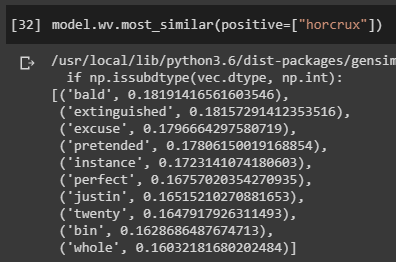 [32] model.wv.most_similar(positive=["horcrux"])
/usr/local/lib/python3.6/dist-packages/gensim
if np.issubdtype(vec.dtype, np.int):
[('bald', 0.18191416561603546),
('extinguished', 0.18157291412353516),
('excuse', 0.1796664297580719),
('pretended', 0.17806150019168854),
('instance', 0.1723141074180603),
('perfect', 0.16757020354270935),
('justin', 0.16515210270881653),
('twenty', 0.1647917926311493),
('bin', 0.1628686487674713),
('whole', 0.16032181680202484)]